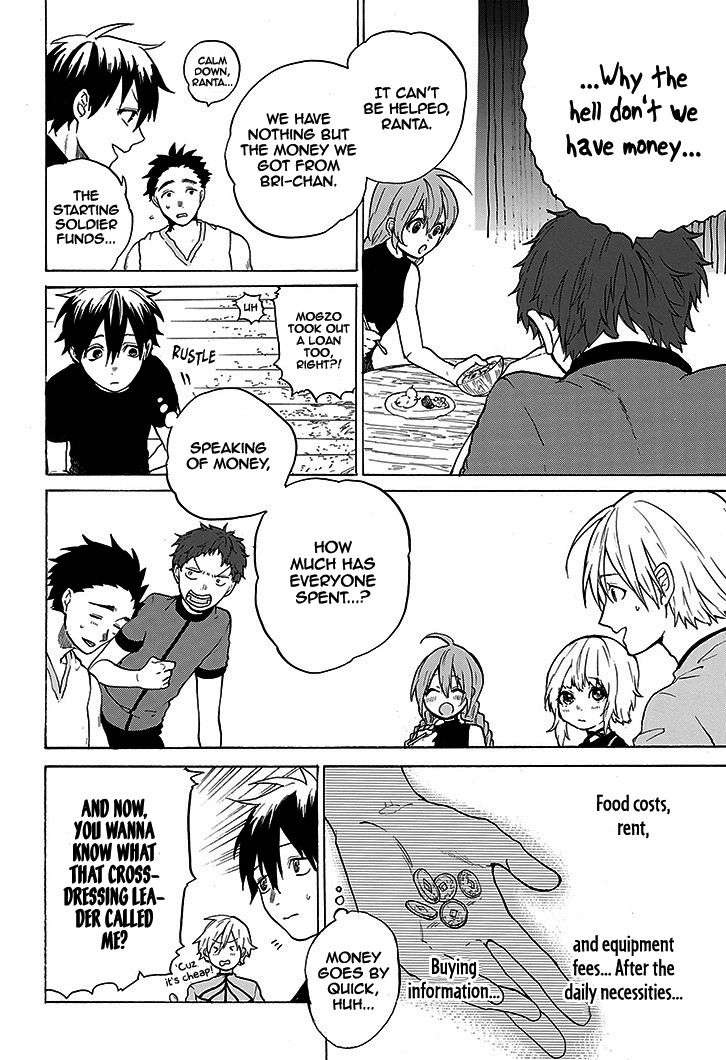 ...Why the
hell don't we
have money...
IT CAN'T
BE HELPED,
RANTA.
WE HAVE
NOTHING BUT
THE MONEY WE
GOT FROM
BRI-CHAN.
CALM
DOWN,
RANTA...
THE
STARTING
SOLDIER
FUNDS...
MOGZO
TOOK OUT
A LOAN
TOO,
RIGHT?!
UH
RUSTLE
SPEAKING
OF MONEY,
HOW
MUCH HAS
EVERYONE
SPENT...?
Food costs,
rent,
and equipment
fees... After the
daily necessities...
Buying
information...
MONEY
GOES BY
QUICK,
HUH...
AND NOW,
YOU WANNA
KNOW WHAT
THAT CROSS-
DRESSING LEA-
DER CALLED
ME?
'Cuz
it's cheap!